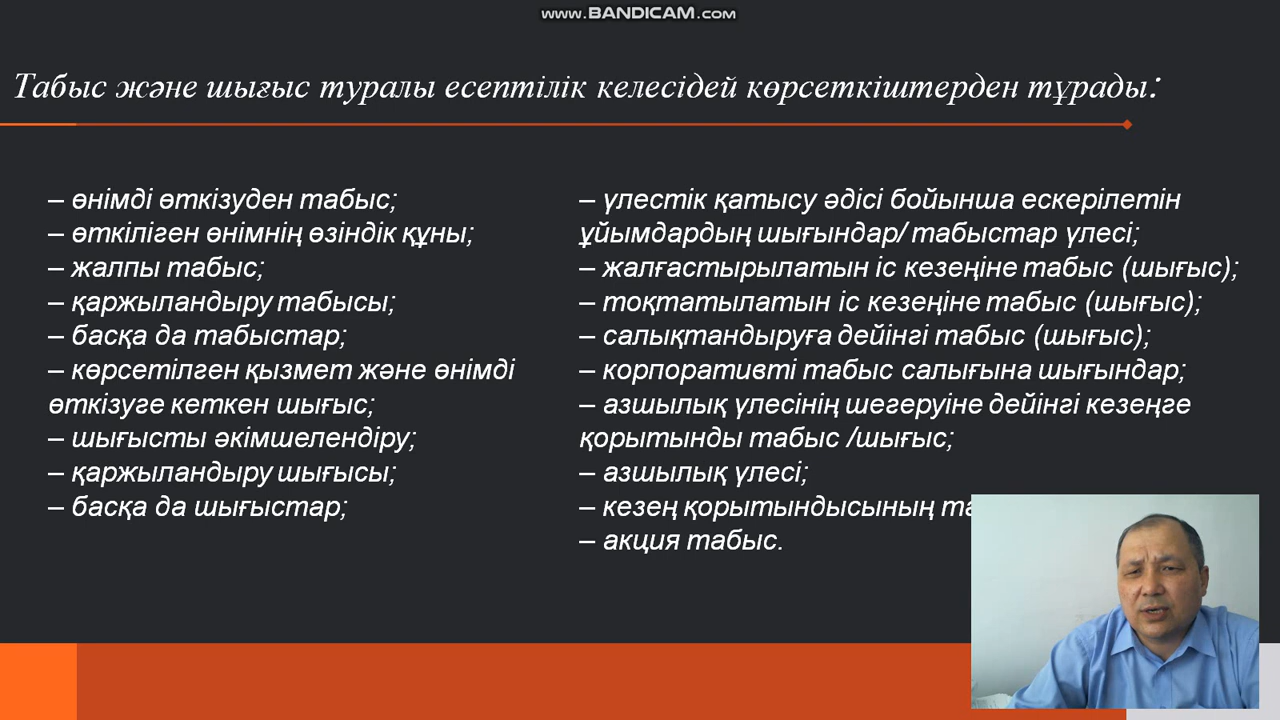 www.BANDICAM.com
Табыс және шығыс туралы есептілік келесідей көрсеткіштерден тұрады:
– өнімді өткізуден табыс;
– өткіліген өнімнің өзіндік құны;
– жалпы табыс;
– қаржыландыру табысы;
– басқа да табыстар;
– көрсетілген қызмет және өнімді
өткізуге кеткен шығыс;
– шығысты әкімшелендіру;
– қаржыландыру шығысы;
– басқа да шығыстар;
– үлестік қатысу әдісі бойынша ескерілетін
ұйымдардың шығындар/ табыстар үлесі;
– жалғастырылатын іс кезеңіне табыс (шығыс);
– тоқтатылатын іс кезеңіне табыс (шығыс);
– салықтандыруға дейінгі табыс (шығыс);
– корпоративті табыс салығына шығындар;
– азшылық үлесінің шегеруіне дейінгі кезеңге
қорытынды табыс /шығыс;
– азшылық үлесі;
– кезең қорытындысының
– акция табыс.